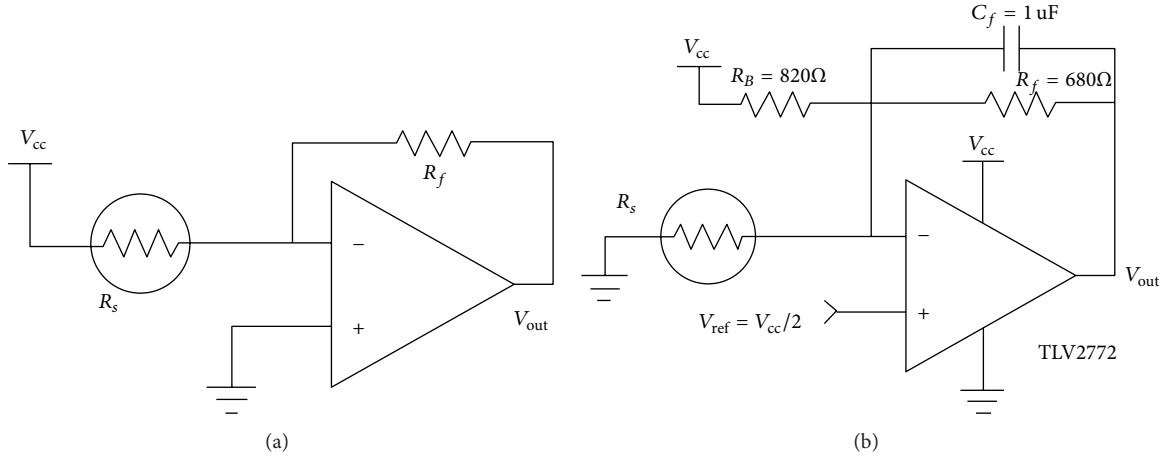 V_cc
R_s
R_f
−
+
V_out
(a)
C_f = 1 uF
V_cc
R_B = 820Ω
R_f = 680Ω
V_cc
R_s
−
+
V_ref = V_cc/2
V_out
TLV2772
(b)